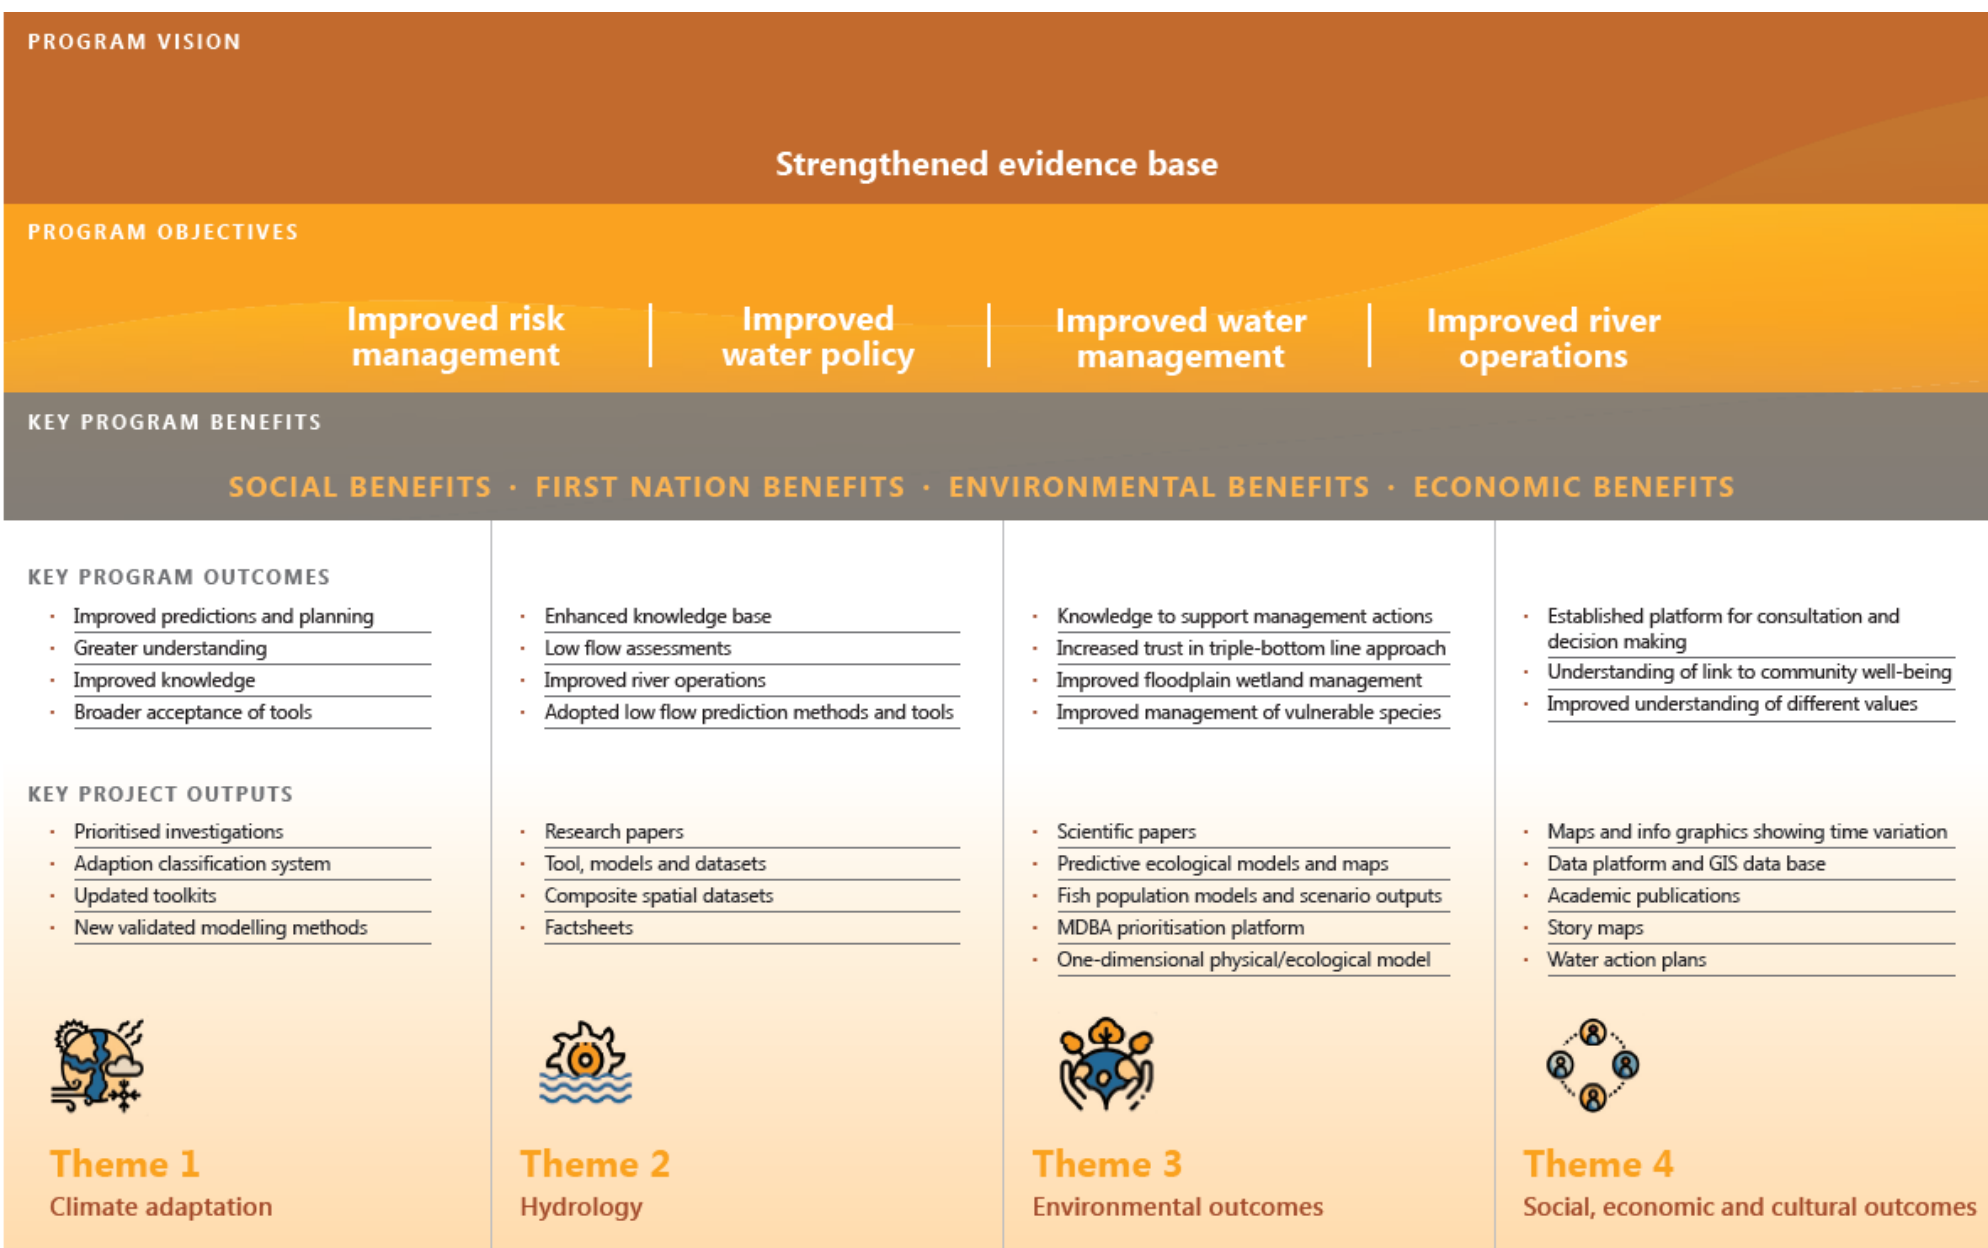 PROGRAM VISION
Strengthened evidence base
PROGRAM OBJECTIVES
Improved risk
management
Improved
water policy
Improved water
management
Improved river
operations
KEY PROGRAM BENEFITS
SOCIAL BENEFITS · FIRST NATION BENEFITS · ENVIRONMENTAL BENEFITS · ECONOMIC BENEFITS
KEY PROGRAM OUTCOMES
· Improved predictions and planning
· Greater understanding
· Improved knowledge
· Broader acceptance of tools
· Enhanced knowledge base
· Low flow assessments
· Improved river operations
· Adopted low flow prediction methods and tools
· Knowledge to support management actions
· Increased trust in triple-bottom line approach
· Improved floodplain wetland management
· Improved management of vulnerable species
· Established platform for consultation and
decision making
· Understanding of link to community well-being
· Improved understanding of different values
KEY PROJECT OUTPUTS
· Prioritised investigations
· Adaption classification system
· Updated toolkits
· New validated modelling methods
· Research papers
· Tool, models and datasets
· Composite spatial datasets
· Factsheets
· Scientific papers
· Predictive ecological models and maps
· Fish population models and scenario outputs
· MDBA prioritisation platform
· One-dimensional physical/ecological model
· Maps and info graphics showing time variation
· Data platform and GIS data base
· Academic publications
· Story maps
· Water action plans
Theme 1
Climate adaptation
Theme 2
Hydrology
Theme 3
Environmental outcomes
Theme 4
Social, economic and cultural outcomes